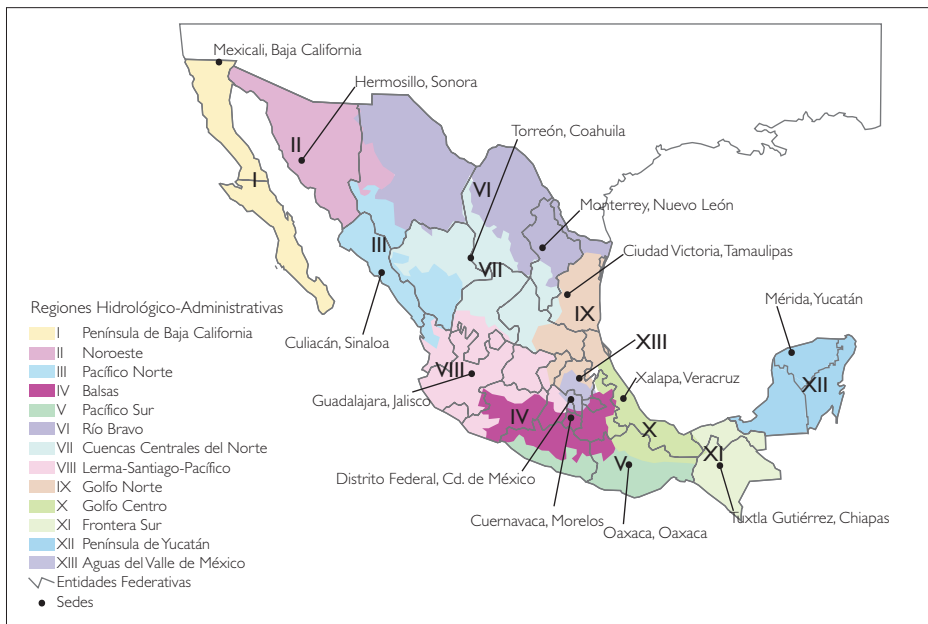 Mexicali, Baja California
Hermosillo, Sonora
Torreón, Coahuila
II
VI
I
Monterrey, Nuevo León
III
Ciudad Victoria, Tamaulipas
VII
Regiones Hidrológico-Administrativas
Mérida, Yucatán
IX
I Península de Baja California
Culiacán, Sinaloa
XIII
II Noroeste
III Pacífico Norte
VIII
Xalapa, Veracruz
XII
IV Balsas
Guadalajara, Jalisco
V Pacífico Sur
IV
VI Río Bravo
X
VII Cuencas Centrales del Norte
XI
V
VIII Lerma-Santiago-Pacífico
Distrito Federal, Cd. de México
IX Golfo Norte
X Golfo Centro
Cuernavaca, Morelos
Tuxtla Gutiérrez, Chiapas
XI Frontera Sur
Oaxaca, Oaxaca
XII Península de Yucatán
XIII Aguas del Valle de México
Entidades Federativas
Sedes